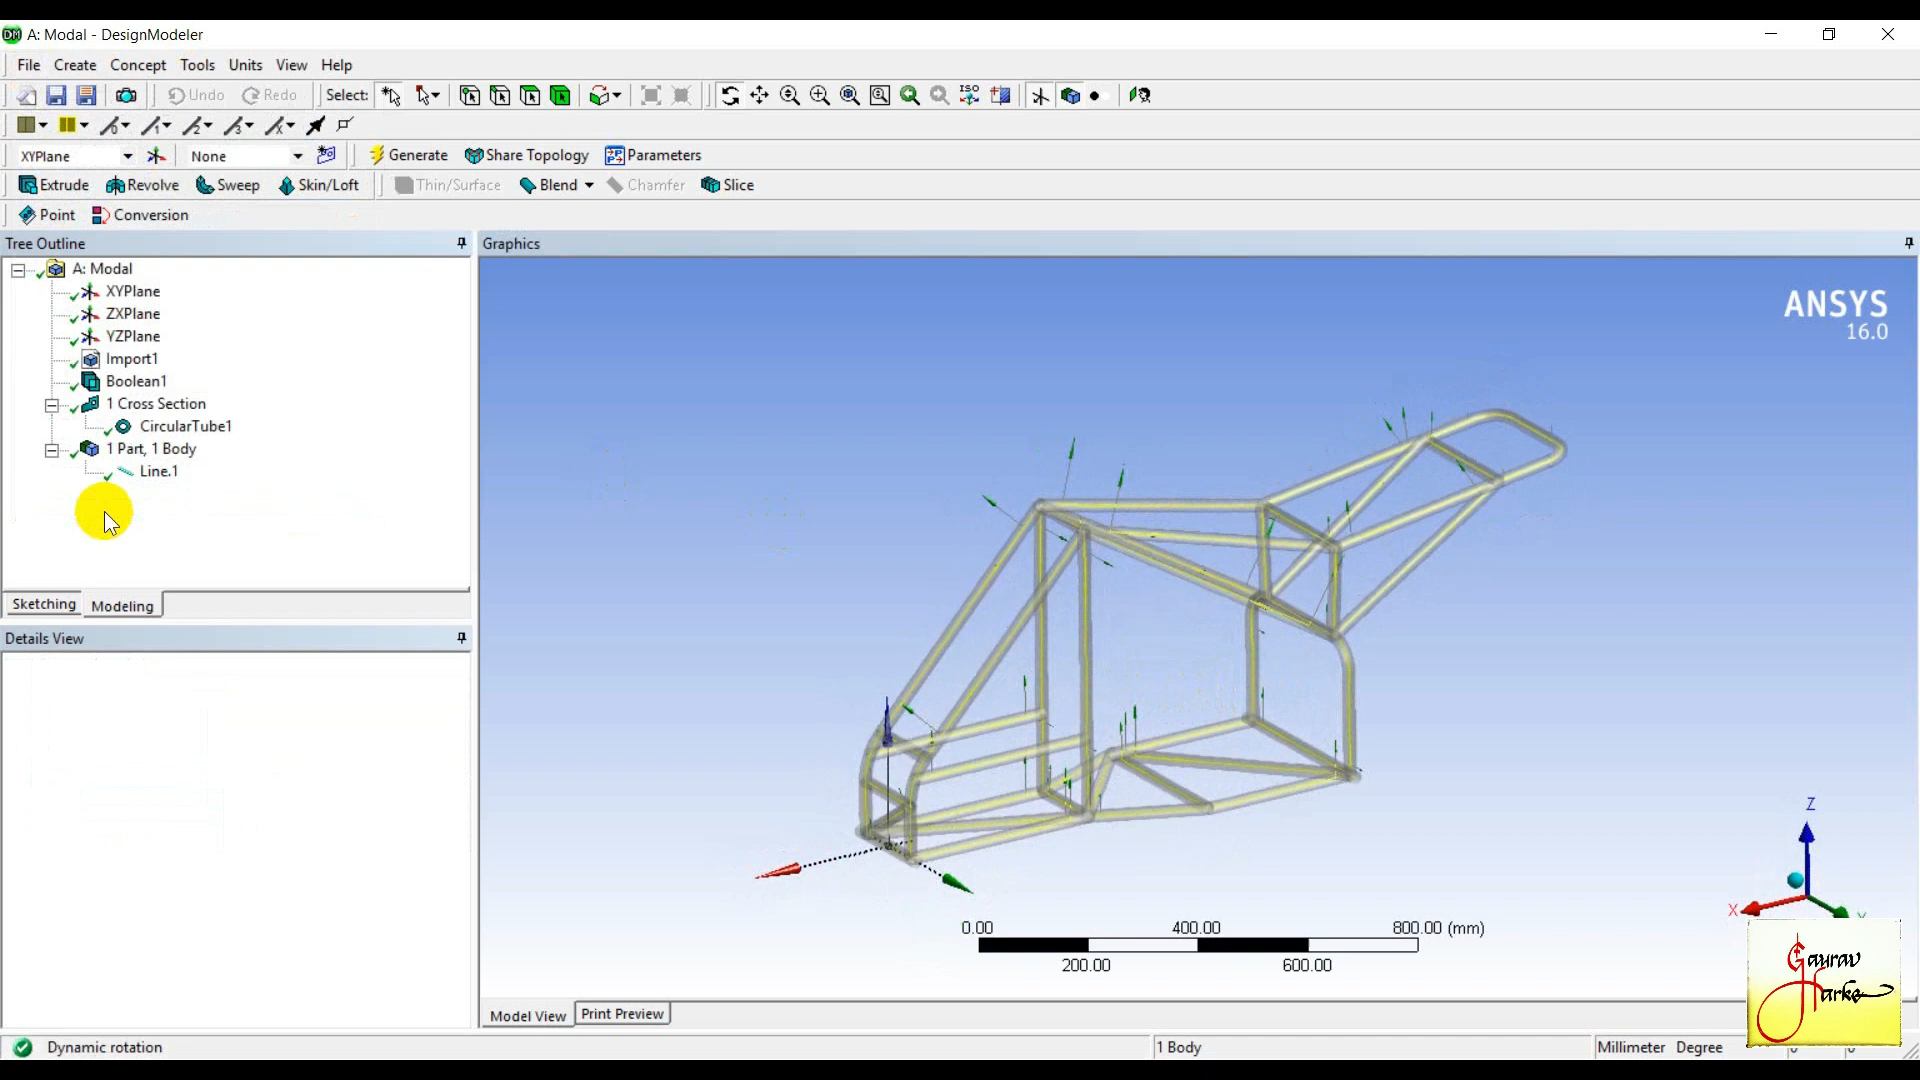 A: Modal - DesignModeler
File Create Concept Tools Units View Help
Undo Redo Select: ISO
XYPlane None Generate Share Topology Parameters
Extrude Revolve Sweep Skin/Loft Thin/Surface Blend Chamfer Slice
Point Conversion
Tree Outline
Graphics
A: Modal
XYPlane
ZXPlane
YZPlane
Import1
Boolean1
1 Cross Section
CircularTube1
1 Part, 1 Body
Line.1
Sketching Modeling
Details View
ANSYS
16.0
Z
X
0.00 400.00 800.00 (mm)
200.00 600.00
Gaurav
Harke
Model View Print Preview
Dynamic rotation
1 Body
Millimeter Degree